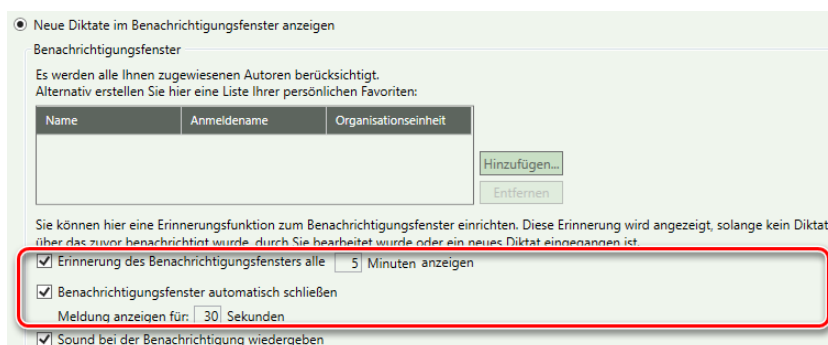 Neue Diktate im Benachrichtigungsfenster anzeigen
Benachrichtigungsfenster
Es werden alle Ihnen zugewiesenen Autoren berücksichtigt.
Alternativ erstellen Sie hier eine Liste Ihrer persönlichen Favoriten:
Name Anmeldename Organisationseinheit
Hinzufügen...
Entfernen
Sie können hier eine Erinnerungsfunktion zum Benachrichtigungsfenster einrichten. Diese Erinnerung wird angezeigt, solange kein Diktat
über das zuvor benachrichtigt wurde, durch Sie bearbeitet wurde oder ein neues Diktat eingegangen ist.
Erinnerung des Benachrichtigungsfensters alle 5 Minuten anzeigen
Benachrichtigungsfenster automatisch schließen
Meldung anzeigen für: 30 Sekunden
Sound bei der Benachrichtigung wiedergeben